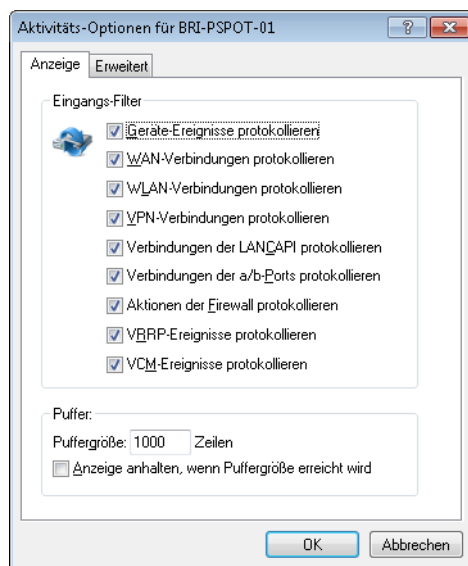 Aktivitäts-Optionen für BRI-PSPOT-01
Anzeige Erweitert
Eingangs-Filter
Geräte-Ereignisse protokollieren
WAN-Verbindungen protokollieren
WLAN-Verbindungen protokollieren
VPN-Verbindungen protokollieren
Verbindungen der LANCAPI protokollieren
Verbindungen der a/b-Ports protokollieren
Aktionen der Firewall protokollieren
VRRP-Ereignisse protokollieren
VCM-Ereignisse protokollieren
Puffer:
Puffergröße: 1000 Zeilen
Anzeige anhalten, wenn Puffergröße erreicht wird
OK Abbrechen